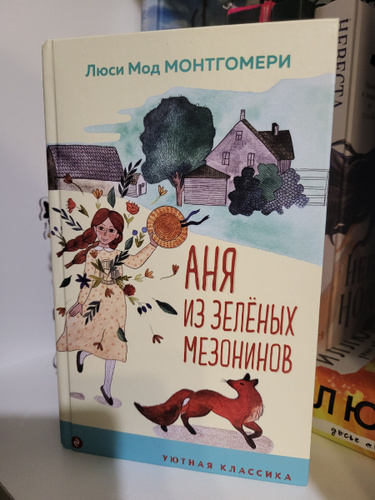 Люси Мод МОНТГОМЕРИ
АНЯ
ИЗ ЗЕЛЁНЫХ
МЕЗОНИНОВ
УЮТНАЯ КЛАССИКА